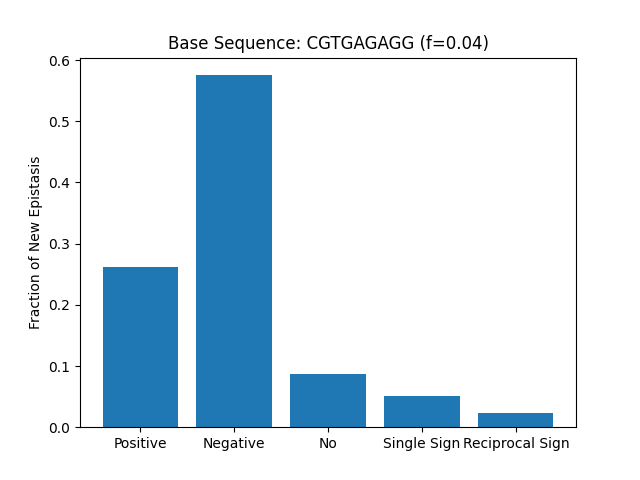 Base Sequence: CGTGAGAGG (f=0.04)
Fraction of New Epistasis
0.6
0.5
0.4
0.3
0.2
0.1
0.0
Positive Negative No Single Sign Reciprocal Sign